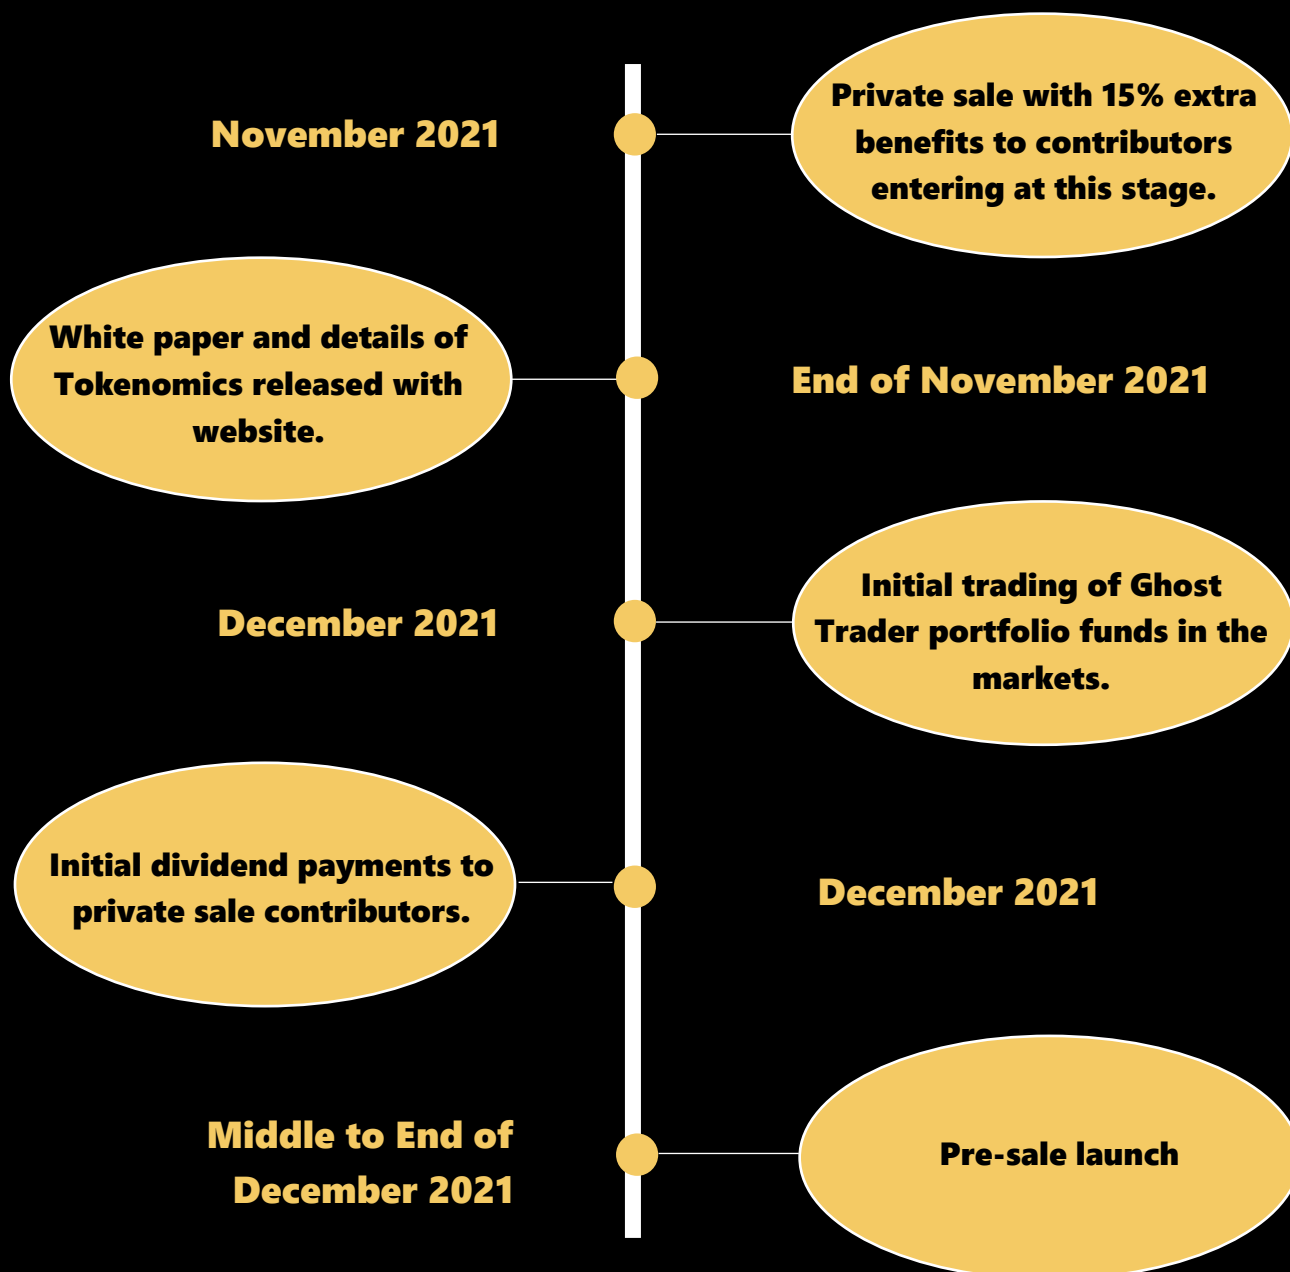 November 2021
Private sale with 15% extra
benefits to contributors
entering at this stage.
White paper and details of
Tokenomics released with
website.
End of November 2021
December 2021
Initial trading of Ghost
Trader portfolio funds in the
markets.
Initial dividend payments to
private sale contributors.
December 2021
Middle to End of
December 2021
Pre-sale launch